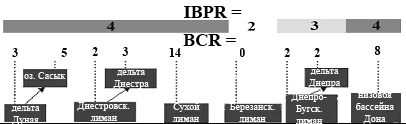 IBPR =
4 2 3 4
BCR =
3 5 2 3 14 0 2 2 8
оз. Сасык
дельта
Днестра
дельта
Днепра
дельта
Дуная
Днестровск.
лиман
Сухой
лиман
Березанск.
лиман
Днепро-
Бугск.
лиман
низовой
бассейна
Дона